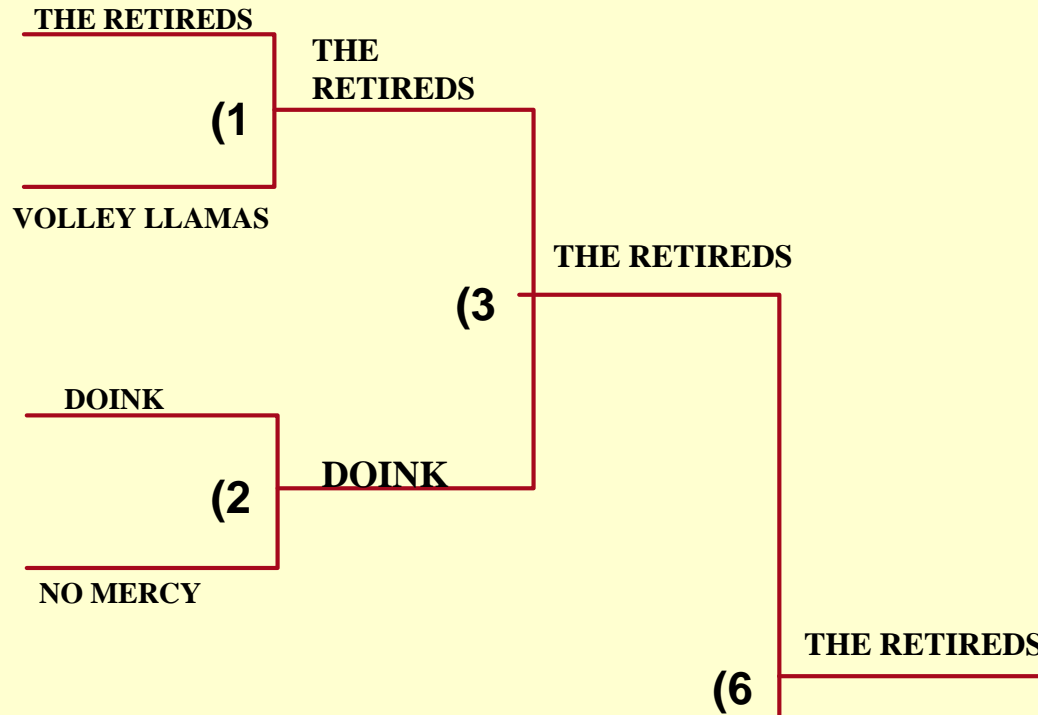 THE RETIREDS
THE
RETIREDS
(1
VOLLEY LLAMAS
THE RETIREDS
(3
DOINK
DOINK
(2
NO MERCY
THE RETIREDS
(6